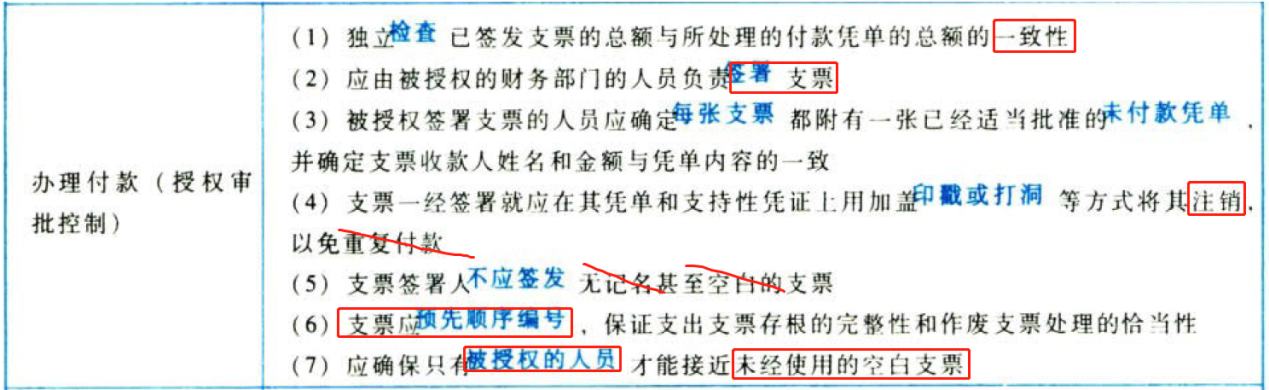 办理付款（授权审
批控制）
（1）独立检查已签发支票的总额与所处理的付款凭单的总额的一致性
（2）应由被授权的财务部门的人员负责签署支票
（3）被授权签署支票的人员应确定每张支票都附有一张已经适当批准的未付款凭单，
并确定支票收款人姓名和金额与凭单内容的一致
（4）支票一经签署就应在其凭单和支持性凭证上用加盖印戳或打洞等方式将其注销，
以免重复付款
（5）支票签署人不应签发无记名甚至空白的支票
（6）支票应预先顺序编号，保证支出支票存根的完整性和作废支票处理的恰当性
（7）应确保只有被授权的人员才能接近未经使用的空白支票